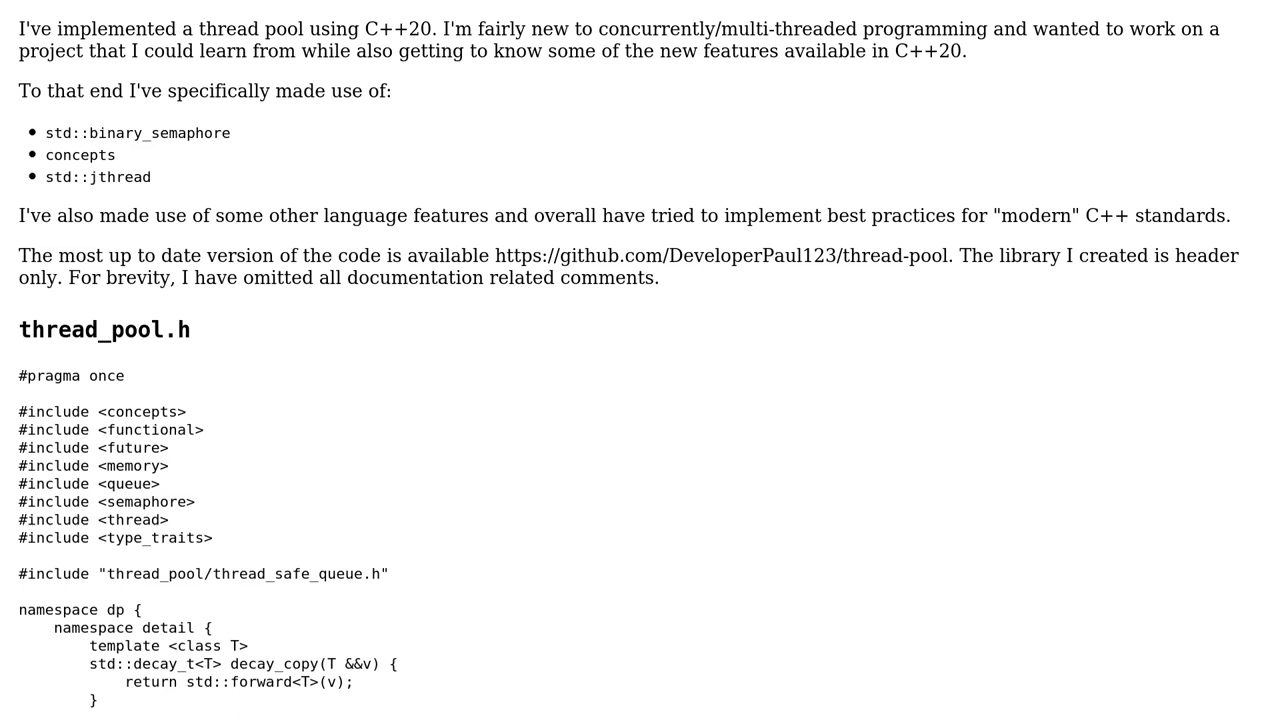 I've implemented a thread pool using C++20. I'm fairly new to concurrently/multi-threaded programming and wanted to work on a
project that I could learn from while also getting to know some of the new features available in C++20.
To that end I've specifically made use of:
• std::binary_semaphore
• concepts
• std::jthread
I've also made use of some other language features and overall have tried to implement best practices for "modern" C++ standards.
The most up to date version of the code is available https://github.com/DeveloperPaul123/thread-pool. The library I created is header
only. For brevity, I have omitted all documentation related comments.
thread_pool.h
#pragma once
#include <concepts>
#include <functional>
#include <future>
#include <memory>
#include <queue>
#include <semaphore>
#include <thread>
#include <type_traits>
#include "thread_pool/thread_safe_queue.h"
namespace dp {
    namespace detail {
        template <class T>
        std::decay_t<T> decay_copy(T &&v) {
            return std::forward<T>(v);
        }